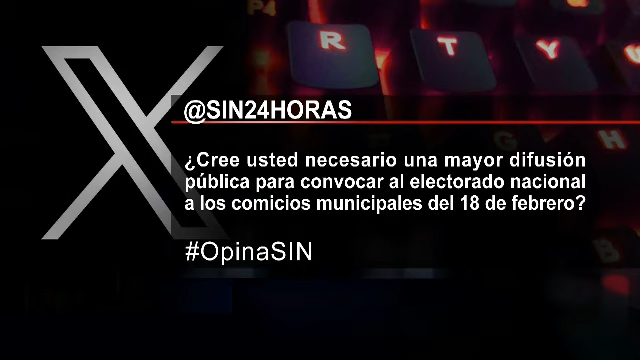 P4
R T Y
G H
B
@SIN24HORAS
¿Cree usted necesario una mayor difusión
pública para convocar al electorado nacional
a los comicios municipales del 18 de febrero?
#OpinaSIN